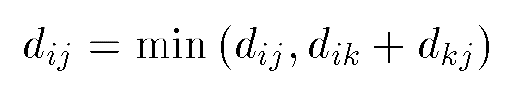 d_{ij} = min (d_{ij}, d_{ik} + d_{kj})